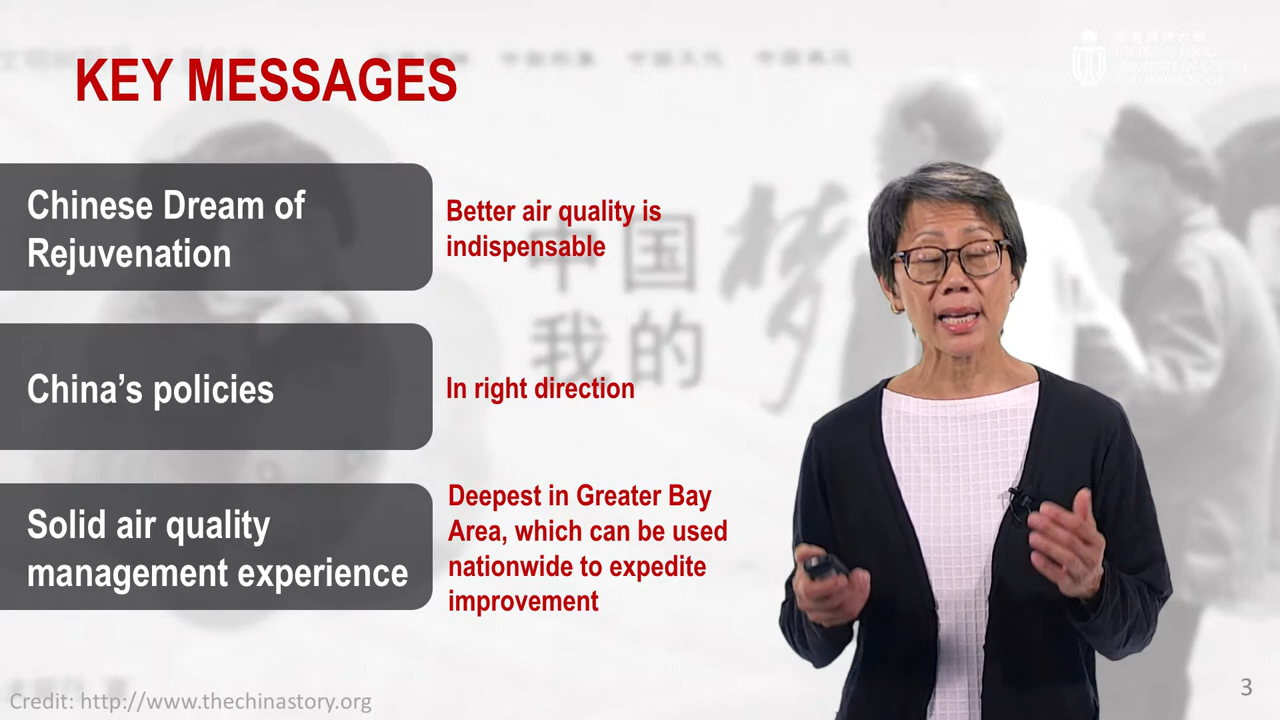 KEY MESSAGES
Chinese Dream of
Rejuvenation
Better air quality is
indispensable
中国梦
我的
China's policies
In right direction
Solid air quality
management experience
Deepest in Greater Bay
Area, which can be used
nationwide to expedite
improvement
Credit: http://www.thechinastory.org
3